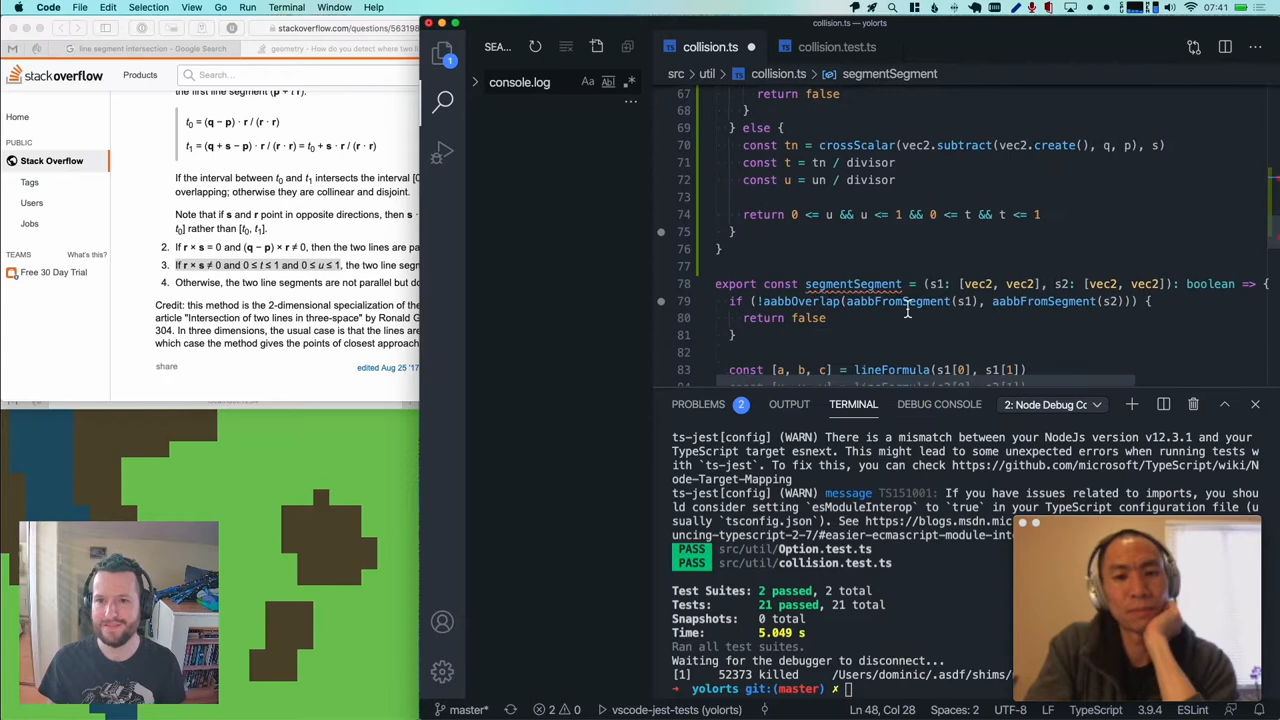 Code File Edit Selection View Go Run Terminal Window Help
07:41
stackoverflow.com/questions/563198
line segment intersection - Google Search
geometry - How do you detect where two lin
stackoverflow
Products
Search...
Home
PUBLIC
Stack Overflow
Tags
Users
Jobs
TEAMS
What's this?
Free 30 Day Trial
the first line segment (p + t r):
t0 = (q − p) · r / (r · r)
t1 = (q + s − p) · r / (r · r) = t0 + s · r / (r · r)
If the interval between t0 and t1 intersects the interval [0
overlapping; otherwise they are collinear and disjoint.
Note that if s and r point in opposite directions, then s ·
t0] rather than [t0, t1].
2. If r × s = 0 and (q − p) × r ≠ 0, then the two lines are pa
3. If r × s ≠ 0 and 0 ≤ t ≤ 1 and 0 ≤ u ≤ 1, the two line segm
4. Otherwise, the two line segments are not parallel but do
Credit: this method is the 2-dimensional specialization of the
article "Intersection of two lines in three-space" by Ronald G
304. In three dimensions, the usual case is that the lines are
which case the method gives the points of closest approach
share
edited Aug 25 '17
collision.ts — yolorts
1
SEA...
console.log
collision.ts
collision.test.ts
src > util > collision.ts > segmentSegment
67 return false
68 }
69 } else {
70 const tn = crossScalar(vec2.subtract(vec2.create(), q, p), s)
71 const t = tn / divisor
72 const u = un / divisor
73
74 return 0 <= u && u <= 1 && 0 <= t && t <= 1
75 }
76 }
77
78 export const segmentSegment = (s1: [vec2, vec2], s2: [vec2, vec2]): boolean => {
79 if (!aabbOverlap(aabbFromSegment(s1), aabbFromSegment(s2))) {
80 return false
81 }
82
83 const [a, b, c] = lineFormula(s1[0], s1[1])
PROBLEMS 2 OUTPUT TERMINAL DEBUG CONSOLE
2: Node Debug Cc
ts-jest[config] (WARN) There is a mismatch between your NodeJs version v12.3.1 and your
TypeScript target esnext. This might lead to some unexpected errors when running tests w
ith `ts-jest`. To fix this, you can check https://github.com/microsoft/TypeScript/wiki/N
ode-Target-Mapping
ts-jest[config] (WARN) message TS151001: If you have issues related to imports, you shou
ld consider setting `esModuleInterop` to `true` in your TypeScript configuration file (u
sually `tsconfig.json`). See https://blogs.msdn.mic
uncing-typescript-2-7/#easier-ecmascript-module-int
PASS src/util/Option.test.ts
PASS src/util/collision.test.ts
Test Suites: 2 passed, 2 total
Tests: 21 passed, 21 total
Snapshots: 0 total
Time: 5.049 s
Ran all test suites.
Waiting for the debugger to disconnect...
[1] 52373 killed /Users/dominic/.asdf/shims/
➜ yolorts git:(master) ✗
master*
2 0
vscode-jest-tests (yolorts)
Ln 48, Col 28
Spaces: 2
UTF-8
LF
TypeScript
3.9.4
ESLint